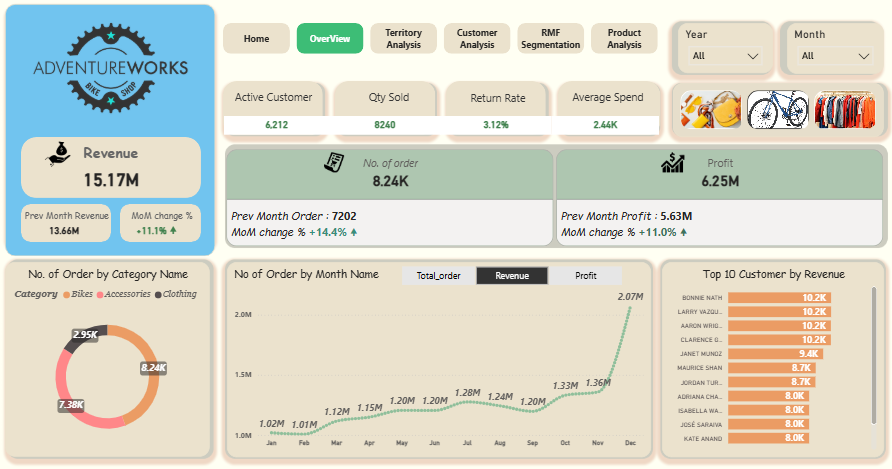 ADVENTUREWORKS
BIKE SHOP
Revenue
15.17M
Prev Month Revenue
13.66M
MoM change %
+11.1%
Home
OverView
Territory
Analysis
Customer
Analysis
RMF
Segmentation
Product
Analysis
Year
All
Month
All
Active Customer
6,212
Qty Sold
8240
Return Rate
3.12%
Average Spend
2.44K
No. of order
8.24K
Prev Month Order : 7202
MoM change % +14.4%
Profit
6.25M
Prev Month Profit : 5.63M
MoM change % +11.0%
No. of Order by Category Name
Category Bikes Accessories Clothing
2.95K
8.24K
7.38K
No of Order by Month Name
Total_order Revenue Profit
2.0M
1.5M
1.0M
1.02M 1.01M 1.12M 1.15M 1.20M 1.20M 1.28M 1.24M 1.20M 1.33M 1.36M 2.07M
Jan Feb Mar Apr May Jun Jul Aug Sep Oct Nov Dec
Top 10 Customer by Revenue
BONNIE NATH 10.2K
LARRY VAZQU... 10.2K
AARON WRIG... 10.2K
CLARENCE G... 10.2K
JANET MUNOZ 9.4K
MAURICE SHAN 8.7K
JORDAN TUR... 8.7K
ADRIANA CHA... 8.0K
ISABELLA WA... 8.0K
JOSÉ SARAIVA 8.0K
KATE ANAND 8.0K